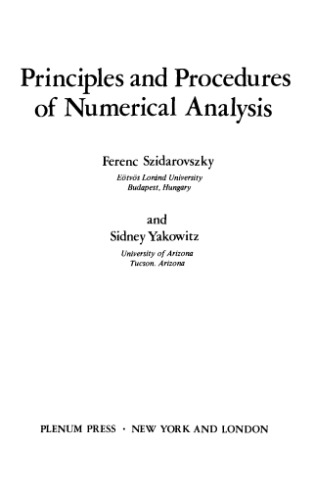 Principles and Procedures
of Numerical Analysis
Ferenc Szidarovszky
Eötvös Loránd University
Budapest, Hungary
and
Sidney Yakowitz
University of Arizona
Tucson, Arizona
PLENUM PRESS · NEW YORK AND LONDON